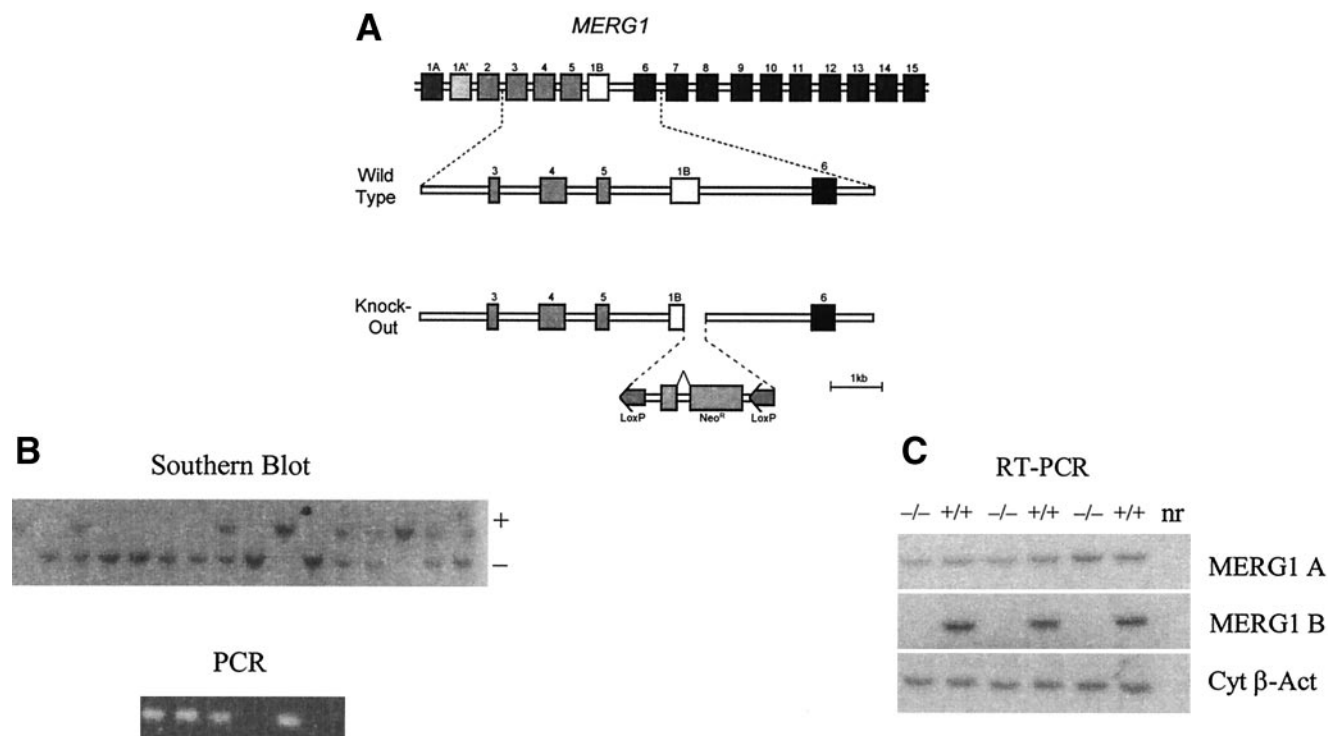 A
MERG1
1A 1A' 2 3 4 5 1B 6 7 8 9 10 11 12 13 14 15
Wild
Type
3 4 5 1B 6
Knock-
Out
3 4 5 1B 6
1kb
LoxP NeoR LoxP
B
Southern Blot
+
–
PCR
C
RT-PCR
–/– +/+ –/– +/+ –/– +/+ nr
MERG1 A
MERG1 B
Cyt β-Act